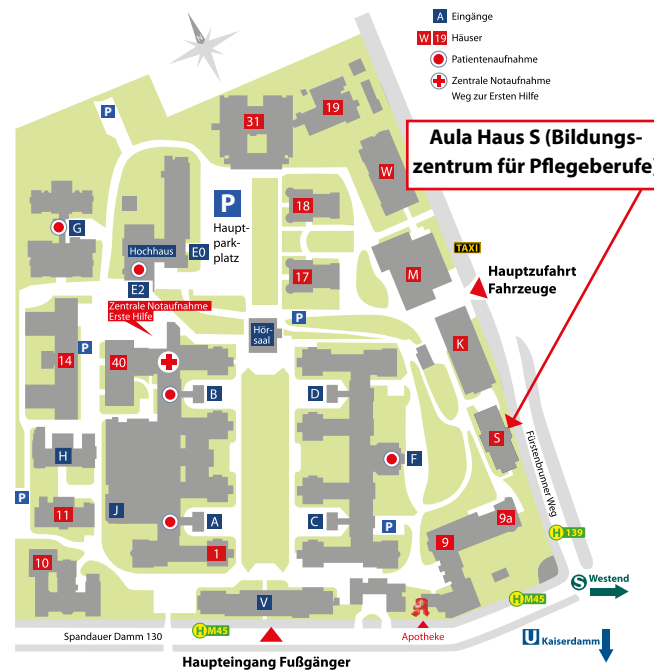 A Eingänge
W 19 Häuser
Patientenaufnahme
Zentrale Notaufnahme
Weg zur Ersten Hilfe
Aula Haus S (Bildungs-
zentrum für Pflegeberufe)
P
31
19
W
G
P
Haupt-
park-
platz
18
Hochhaus
E0
E2
17
M
TAXI
Hauptzufahrt
Fahrzeuge
Zentrale Notaufnahme
Erste Hilfe
P
Hör-
saal
K
14
P
40
B
D
S
Fürstenbrunner Weg
H
F
P
11
J
A
C
P
9
9a
H 139
10
1
V
S Westend
H M45
Spandauer Damm 130
H M45
Apotheke
U Kaiserdamm
Haupteingang Fußgänger